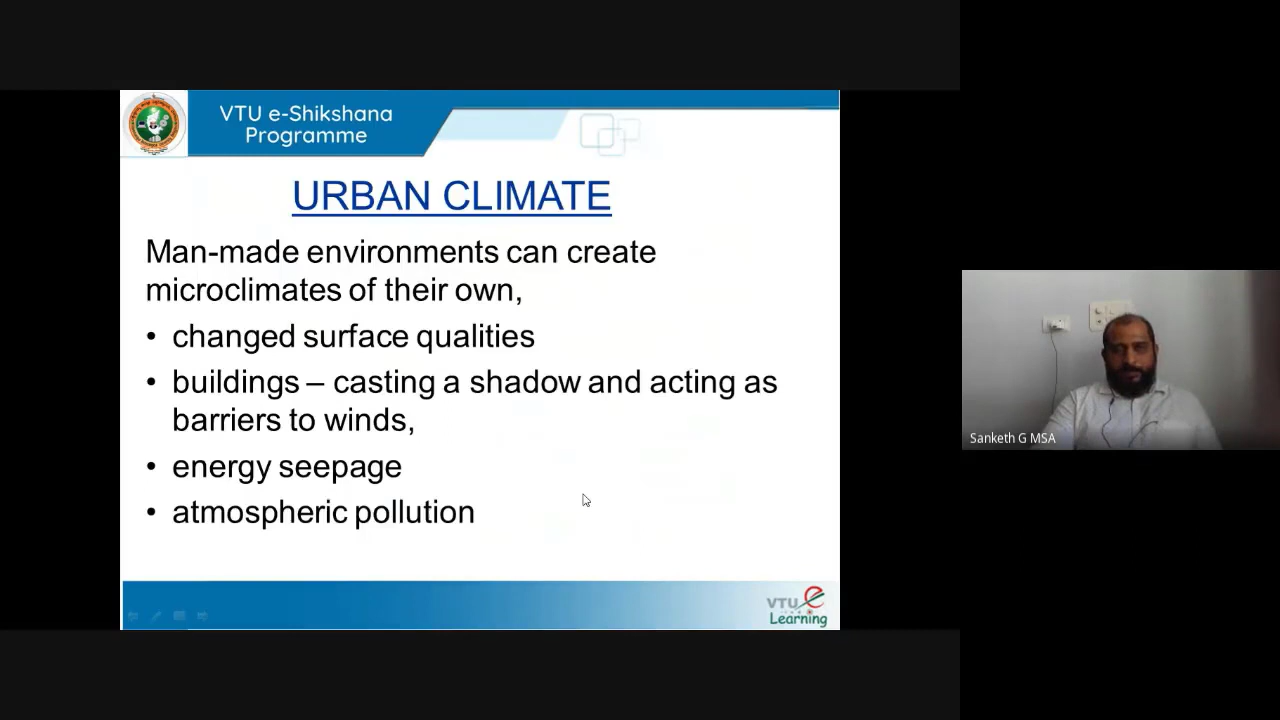 VTU e-Shikshana
Programme
URBAN CLIMATE
Man-made environments can create
microclimates of their own,
• changed surface qualities
• buildings – casting a shadow and acting as
barriers to winds,
• energy seepage
• atmospheric pollution
Sanketh G MSA
VTU e
Learning